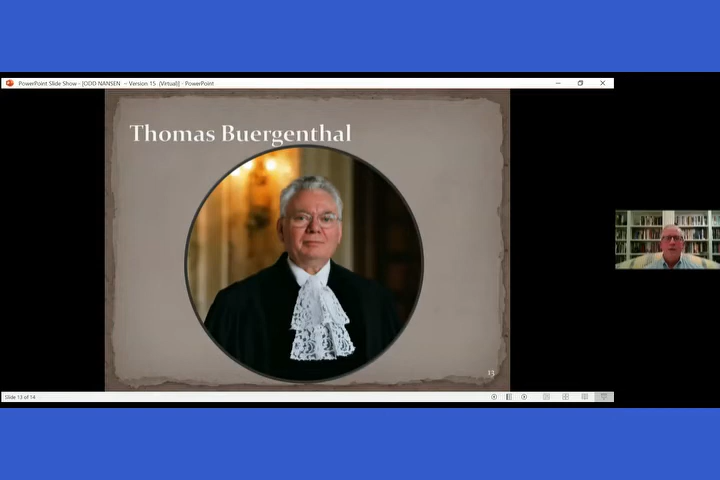 PowerPoint Slide Show - [ODD NANSEN - Version 15 (Virtual)] - PowerPoint
Thomas Buergenthal
13
Slide 13 of 14